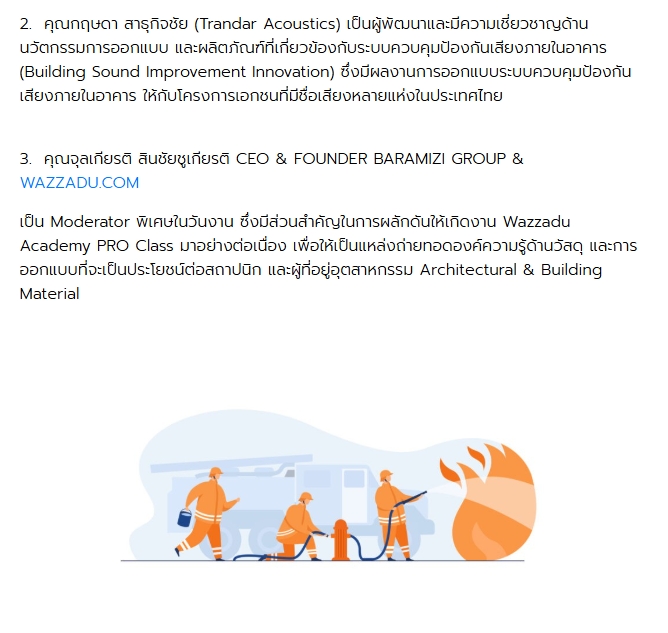 2. คุณกฤษดา สาธุกิจชัย (Trandar Acoustics) เป็นผู้พัฒนาและมีความเชี่ยวชาญด้าน
นวัตกรรมการออกแบบ และผลิตภัณฑ์ที่เกี่ยวข้องกับระบบควบคุมป้องกันเสียงภายในอาคาร
(Building Sound Improvement Innovation) ซึ่งมีผลงานการออกแบบระบบควบคุมป้องกัน
เสียงภายในอาคาร ให้กับโครงการเอกชนที่มีชื่อเสียงหลายแห่งในประเทศไทย
3. คุณจุลเกียรติ สินชัยชูเกียรติ CEO & FOUNDER BARAMIZI GROUP &
WAZZADU.COM
เป็น Moderator พิเศษในวันงาน ซึ่งมีส่วนสำคัญในการผลักดันให้เกิดงาน Wazzadu
Academy PRO Class มาอย่างต่อเนื่อง เพื่อให้เป็นแหล่งถ่ายทอดองค์ความรู้ด้านวัสดุ และการ
ออกแบบที่จะเป็นประโยชน์ต่อสถาปนิก และผู้ที่อยู่อุตสาหกรรม Architectural & Building
Material